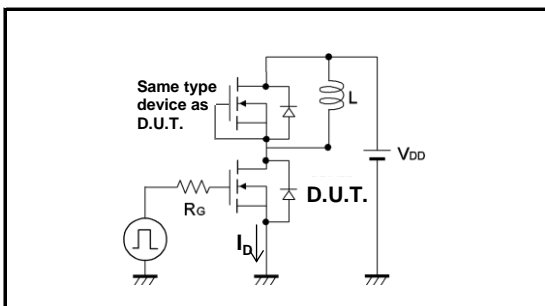 Same type
device as
D.U.T.
L
VDD
D.U.T.
RG
ID